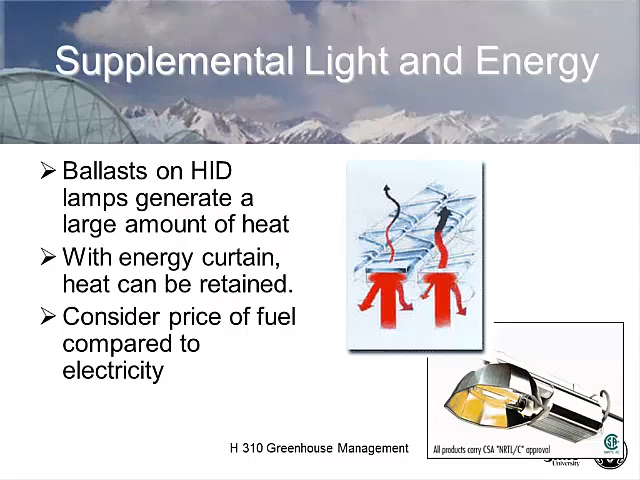 Supplemental Light and Energy
Ballasts on HID
lamps generate a
large amount of heat
With energy curtain,
heat can be retained.
Consider price of fuel
compared to
electricity
All products carry CSA "NRTL/C" approval
H 310 Greenhouse Management
University